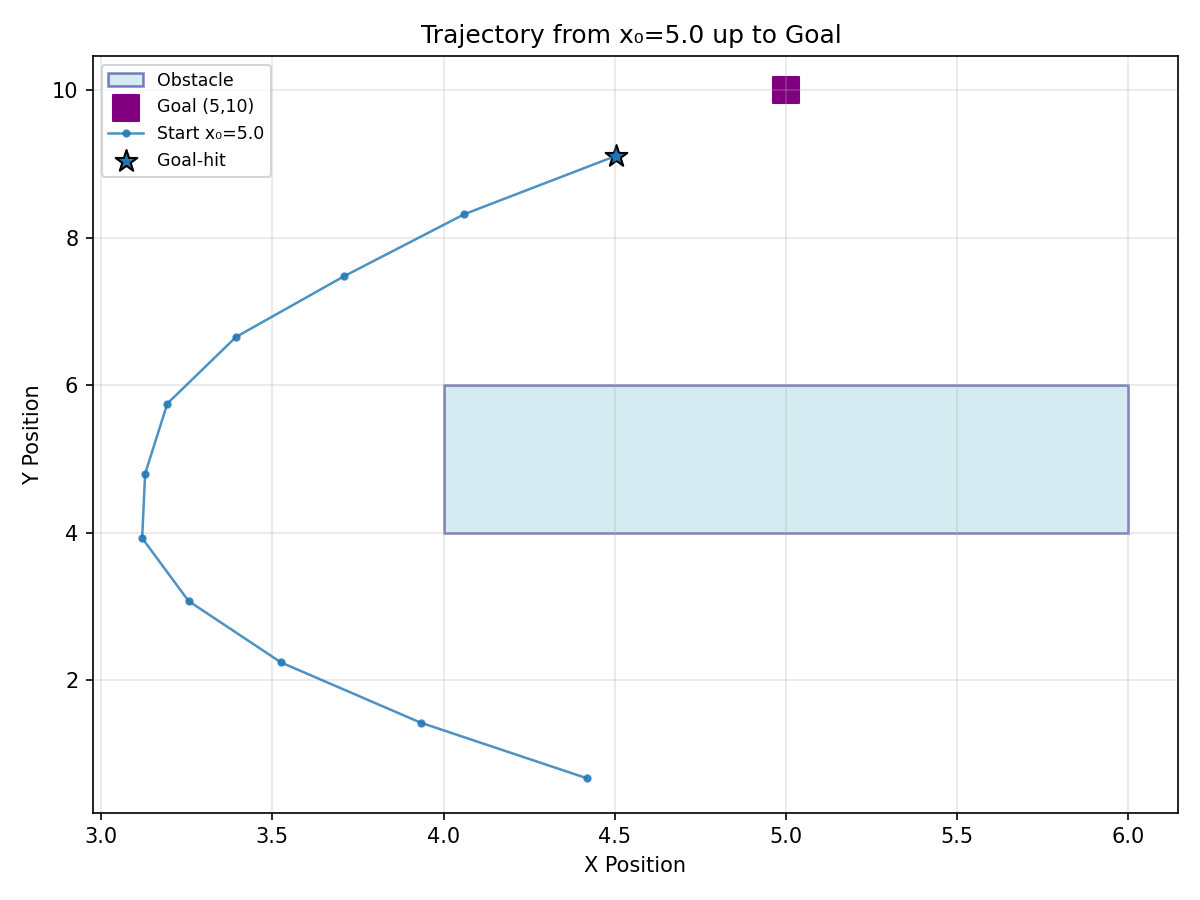 Trajectory from x₀=5.0 up to Goal
Obstacle
Goal (5,10)
Start x₀=5.0
Goal-hit
10
8
6
4
2
Y Position
3.0 3.5 4.0 4.5 5.0 5.5 6.0
X Position